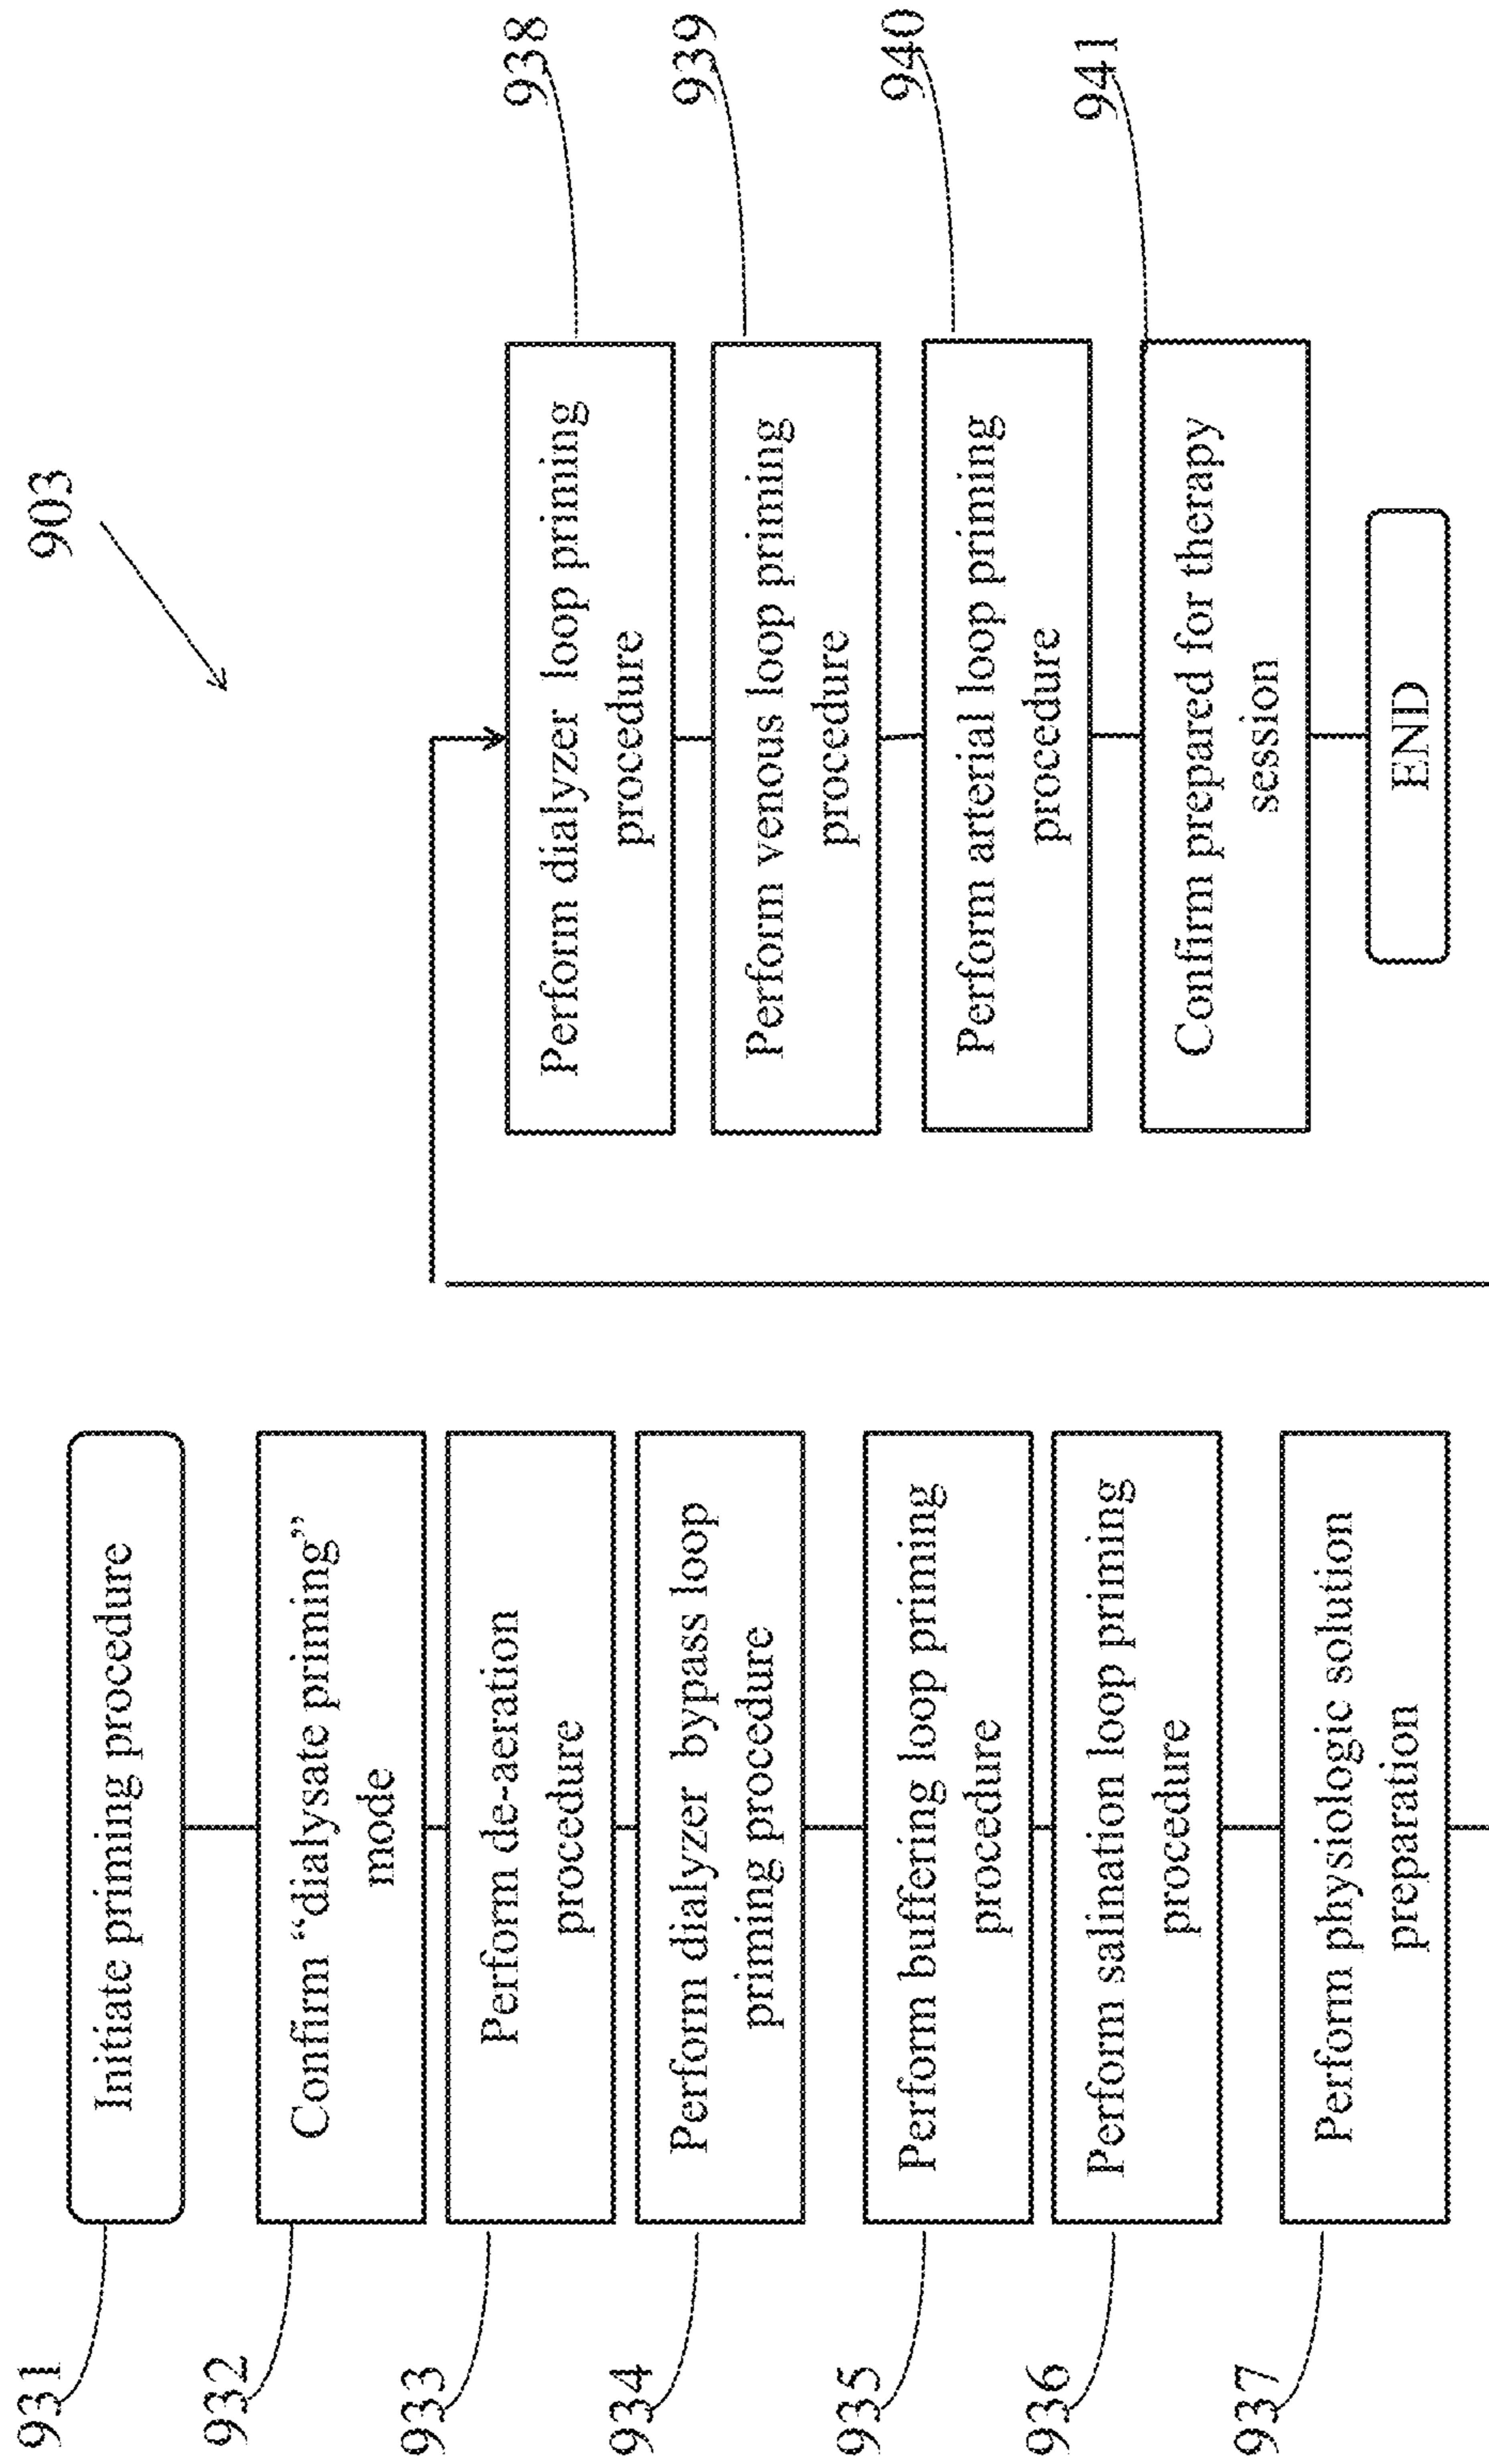 903
931
Initiate priming procedure
932
Confirm “dialysate priming”
mode
933
Perform de-aeration
procedure
934
Perform dialyzer bypass loop
priming procedure
935
Perform buffering loop priming
procedure
936
Perform salination loop priming
procedure
937
Perform physiologic solution
preparation
938
Perform dialyzer loop priming
procedure
939
Perform venous loop priming
procedure
940
Perform arterial loop priming
procedure
941
Confirm prepared for therapy
session
END